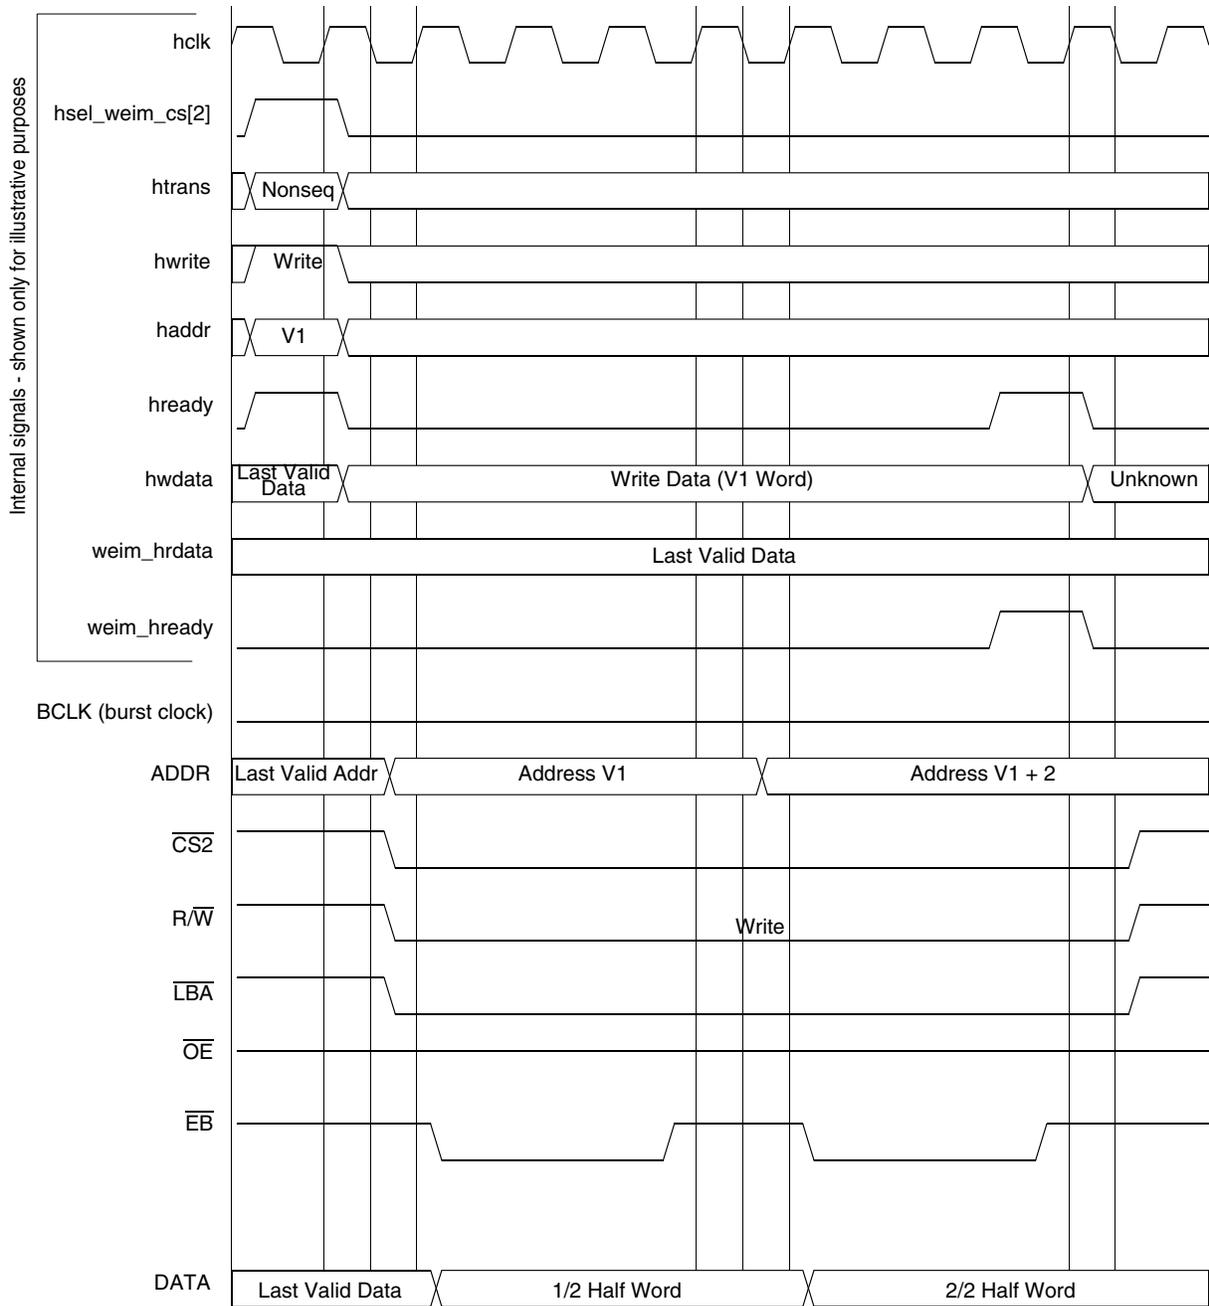 Internal signals - shown only for illustrative purposes
hclk
hsel_weim_cs[2]
htrans
Nonseq
hwrite
Write
haddr
V1
hready
hwdata
Last Valid
Data
Write Data (V1 Word)
Unknown
weim_hrdata
Last Valid Data
weim_hready
BCLK (burst clock)
ADDR
Last Valid Addr
Address V1
Address V1 + 2
CS2
R/W
Write
LBA
OE
EB
DATA
Last Valid Data
1/2 Half Word
2/2 Half Word